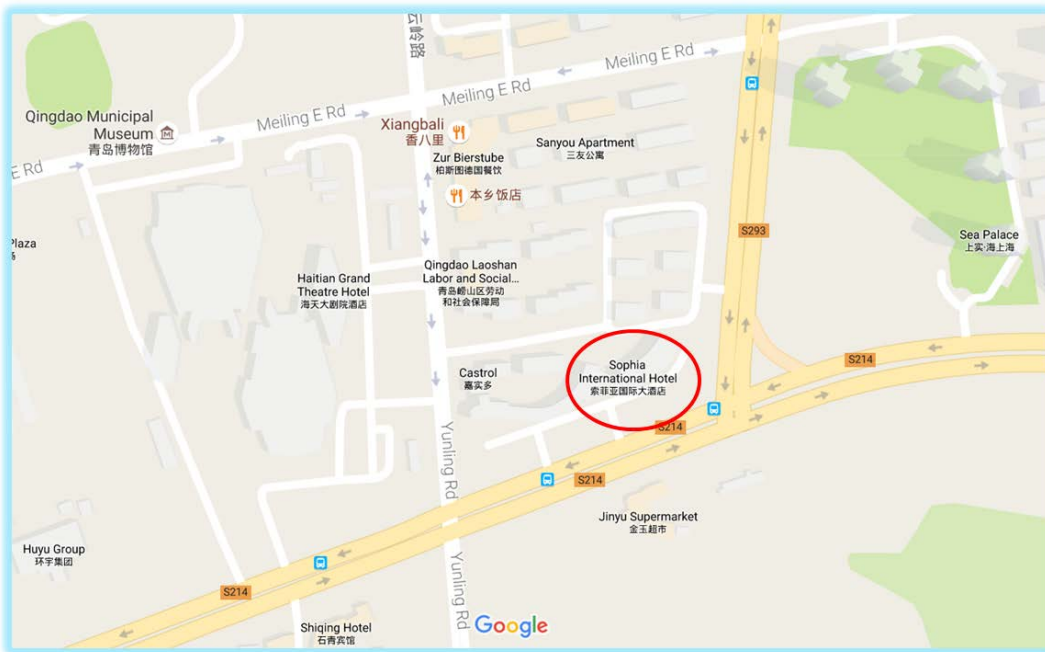 云岭路
Meiling E Rd
Meiling E Rd
Meiling E Rd
E Rd
Qingdao Municipal
Museum
青岛博物馆
Xiangbali
香八里
Zur Bierstube
柏斯图德国餐饮
Sanyou Apartment
三友公寓
本乡饭店
S293
Plaza
Sea Palace
上实·海上海
Haitian Grand
Theatre Hotel
海天大剧院酒店
Qingdao Laoshan
Labor and Social...
青岛崂山区劳动
和社会保障局
Castrol
嘉实多
Sophia
International Hotel
索菲亚国际大酒店
S214
S214
S214
Yunling Rd
Jinyu Supermarket
金玉超市
Huyu Group
环宇集团
S214
Yunling Rd
Shiqing Hotel
石青宾馆
Google